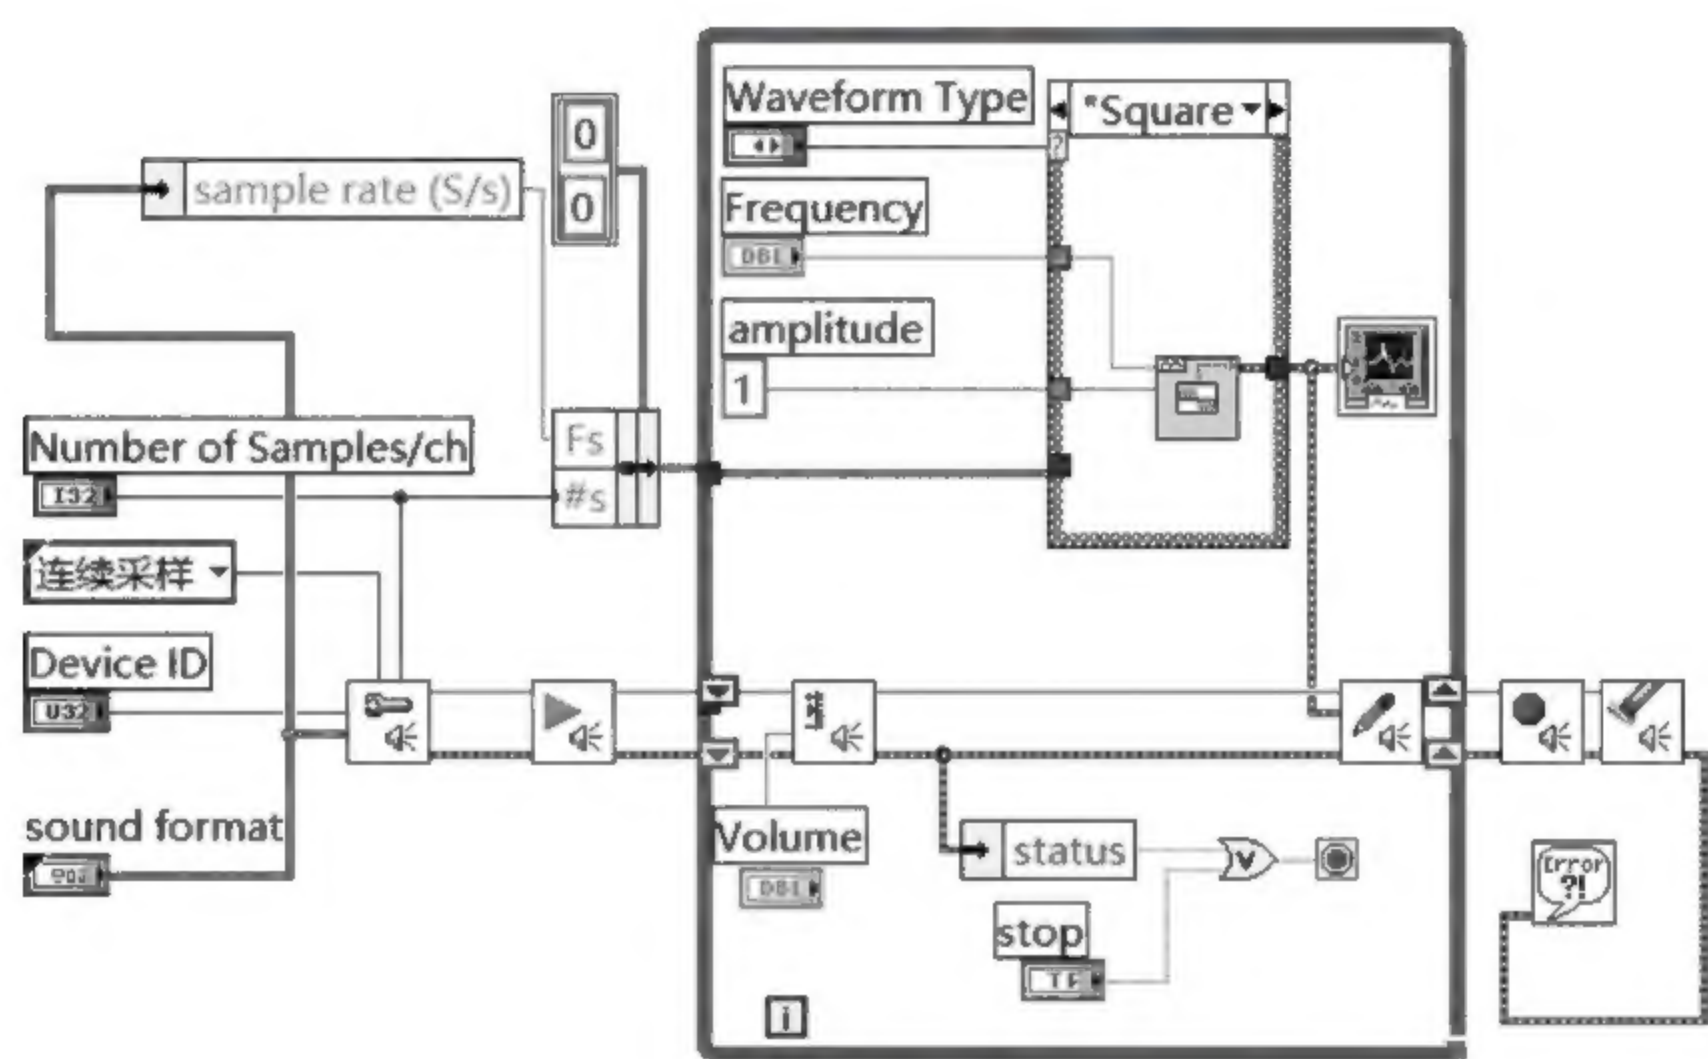 Waveform Type
"Square
0
sample rate (S/s)
0
Frequency
DBL
amplitude
1
Number of Samples/ch
Fs
I32
#s
连续采样
Device ID
U32
sound format
Volume
DBL
status
V
Error
?!
stop
TF
i